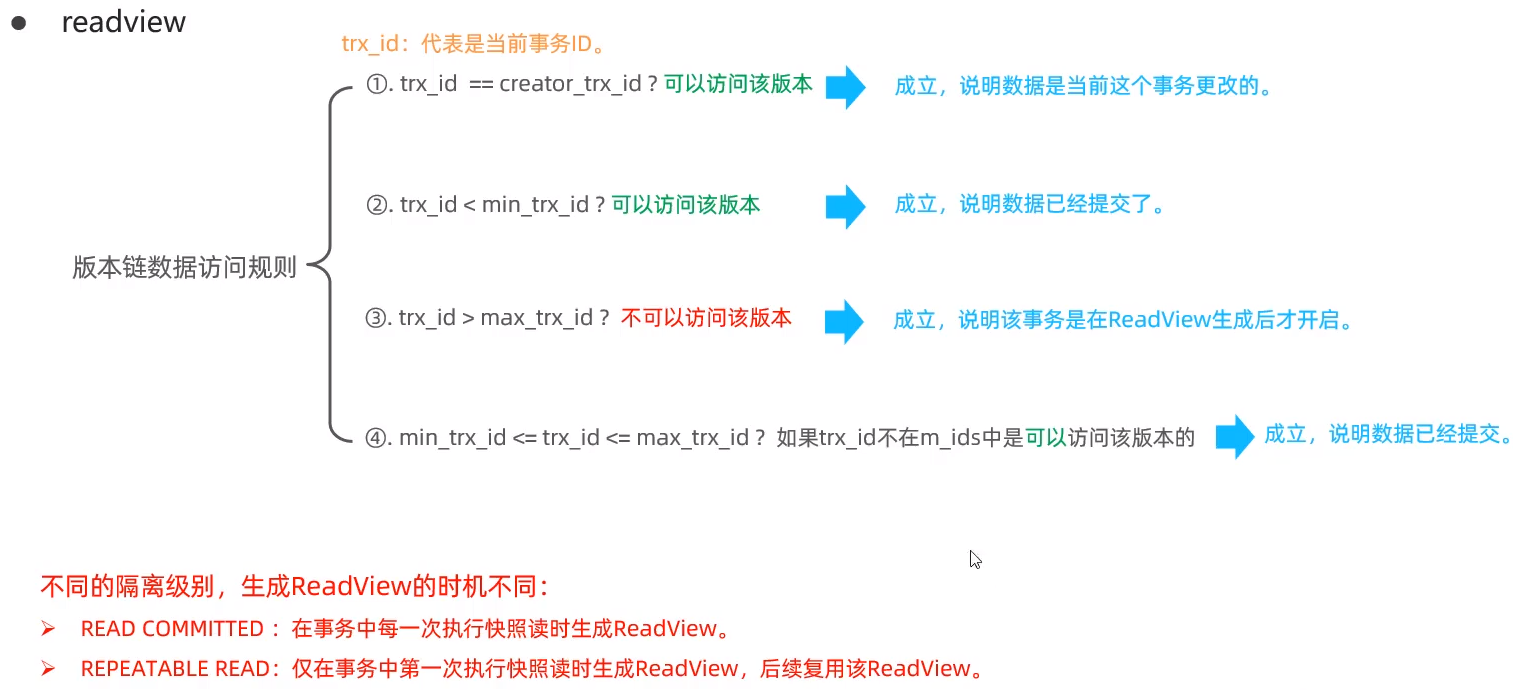 ● readview
trx_id：代表是当前事务ID。
①. trx_id == creator_trx_id ? 可以访问该版本 成立，说明数据是当前这个事务更改的。
②. trx_id < min_trx_id ? 可以访问该版本 成立，说明数据已经提交了。
版本链数据访问规则
③. trx_id > max_trx_id ? 不可以访问该版本 成立，说明该事务是在ReadView生成后才开启。
④. min_trx_id <= trx_id <= max_trx_id ? 如果trx_id不在m_ids中是可以访问该版本的 成立，说明数据已经提交。
不同的隔离级别，生成ReadView的时机不同：
➢ READ COMMITTED ：在事务中每一次执行快照读时生成ReadView。
➢ REPEATABLE READ：仅在事务中第一次执行快照读时生成ReadView，后续复用该ReadView。